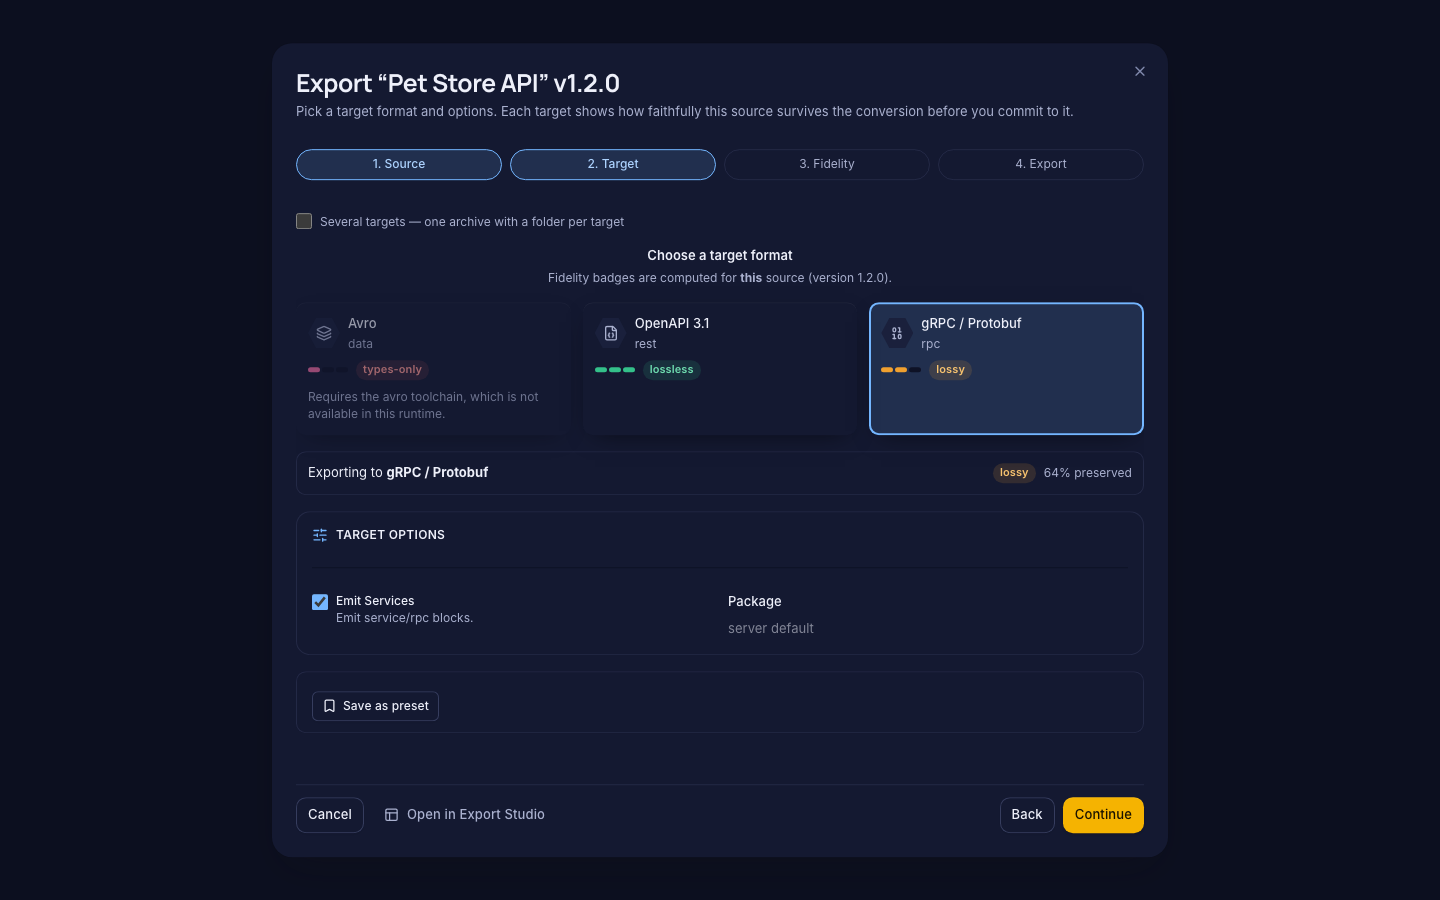 Export “Pet Store API” v1.2.0
Pick a target format and options. Each target shows how faithfully this source survives the conversion before you commit to it.
1. Source
2. Target
3. Fidelity
4. Export
Several targets — one archive with a folder per target
Choose a target format
Fidelity badges are computed for this source (version 1.2.0).
Avro
data
types-only
Requires the avro toolchain, which is not
available in this runtime.
OpenAPI 3.1
rest
lossless
gRPC / Protobuf
rpc
lossy
Exporting to gRPC / Protobuf
lossy
64% preserved
TARGET OPTIONS
Emit Services
Emit service/rpc blocks.
Package
server default
Save as preset
Cancel
Open in Export Studio
Back
Continue